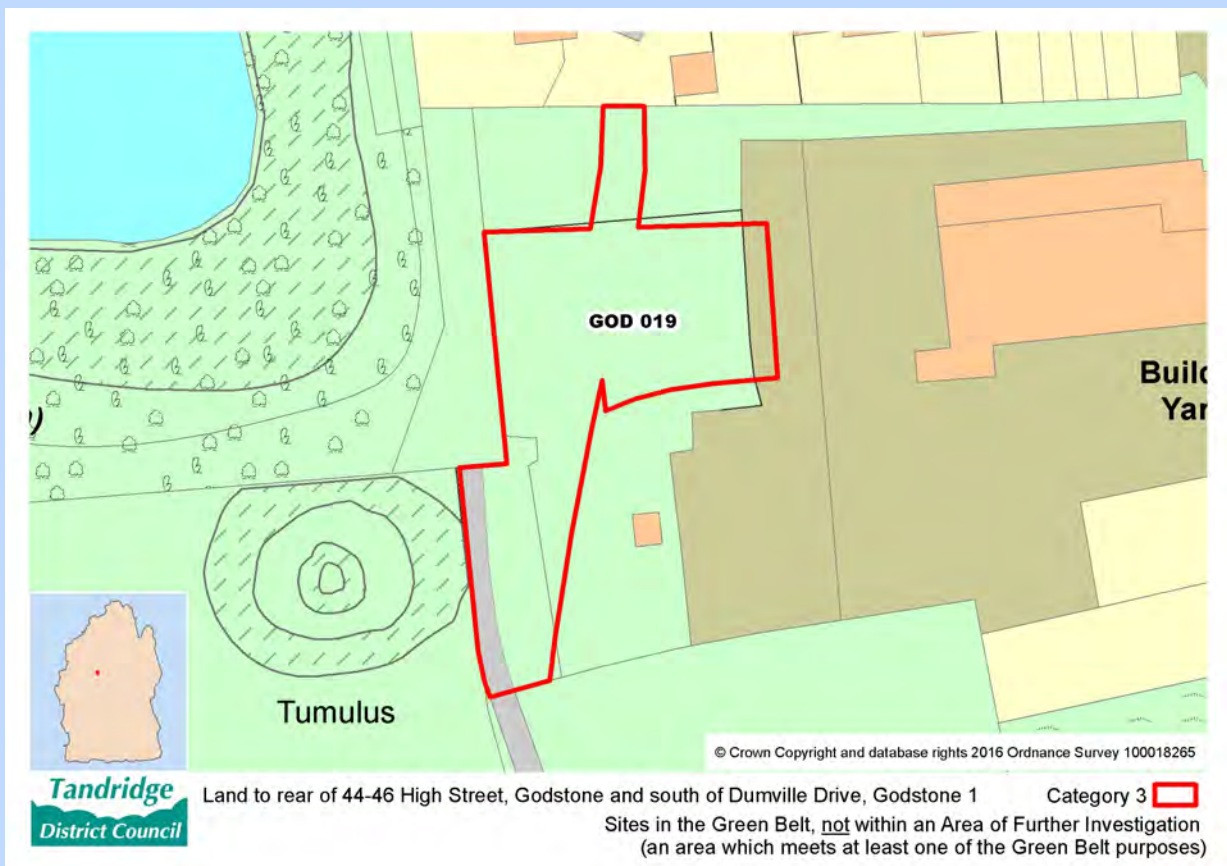 GOD 019
Tumulus
© Crown Copyright and database rights 2016 Ordnance Survey 100018265
Tandridge
District Council
Land to rear of 44-46 High Street, Godstone and south of Dumville Drive, Godstone 1
Category 3
Sites in the Green Belt, not within an Area of Further Investigation
(an area which meets at least one of the Green Belt purposes)